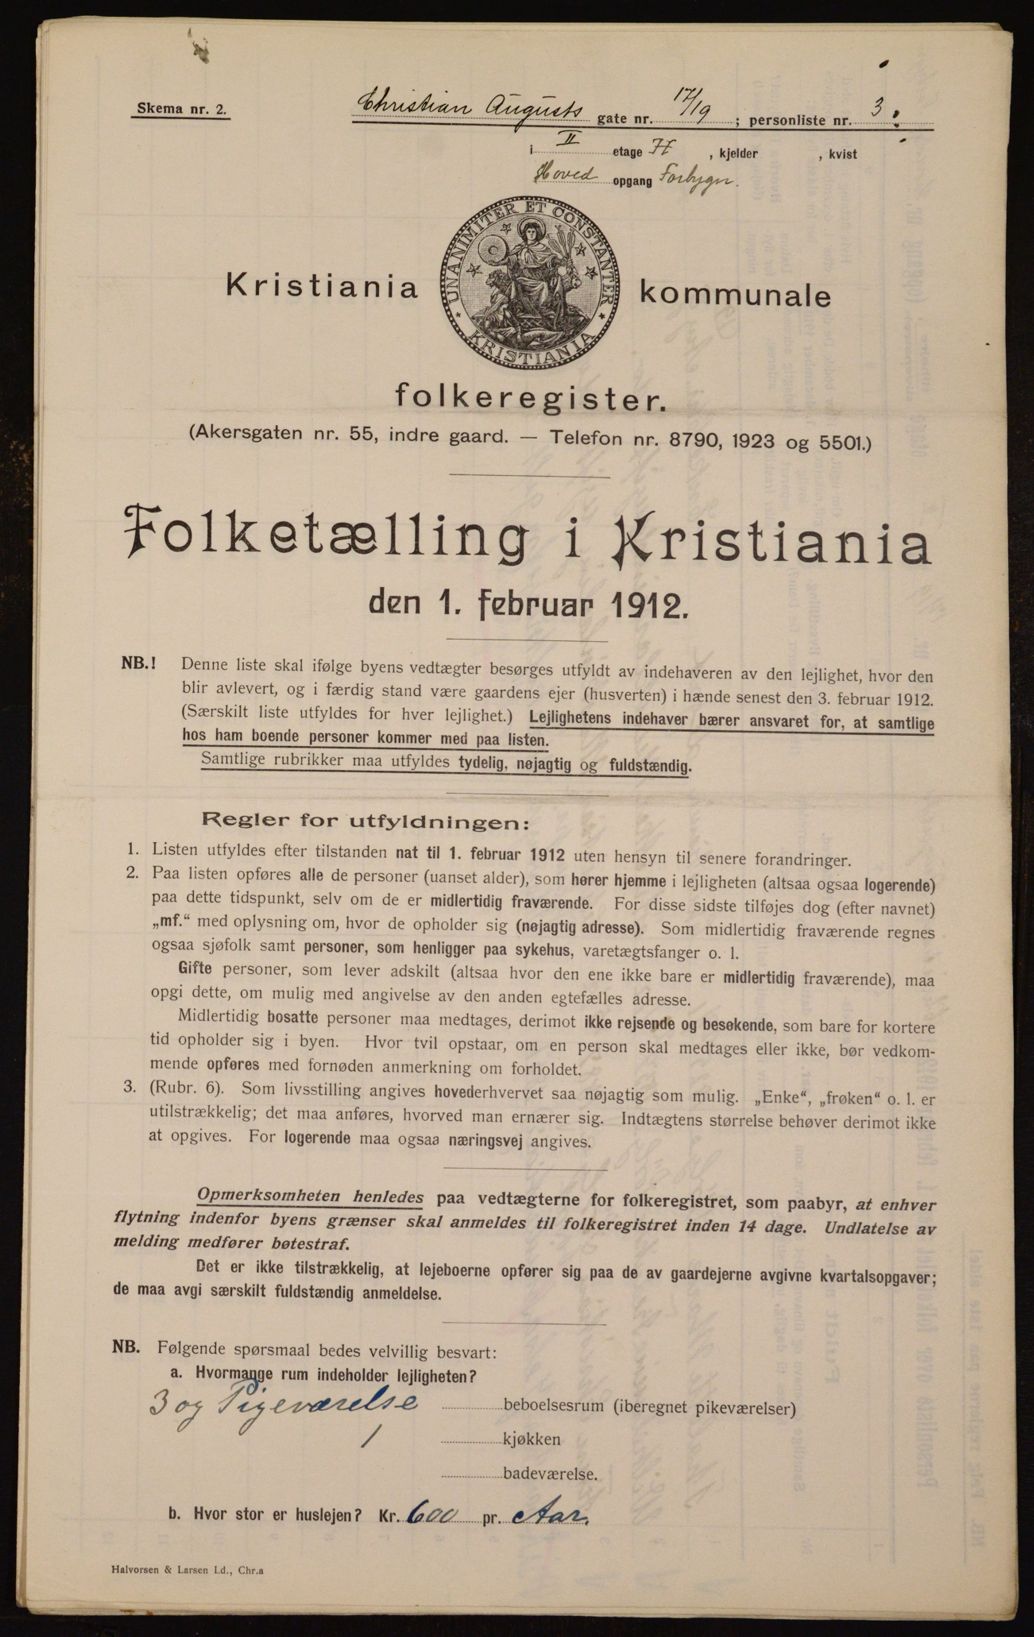 Skema nr. 2.
Christian Augusts gate nr. 17/19 ; personliste nr. 3
i II etage H , kjelder , kvist
Hoved opgang Forbygn.
UNANIMITER ET CONSTANTER
KRISTIANIA
Kristiania kommunale
folkeregister.
(Akersgaten nr. 55, indre gaard. — Telefon nr. 8790, 1923 og 5501.)
Folketælling i Kristiania
den 1. februar 1912.
NB.! Denne liste skal ifølge byens vedtægter besørges utfyldt av indehaveren av den lejlighet, hvor den
blir avlevert, og i færdig stand være gaardens ejer (husverten) i hænde senest den 3. februar 1912.
(Særskilt liste utfyldes for hver lejlighet.) Lejlighetens indehaver bærer ansvaret for, at samtlige
hos ham boende personer kommer med paa listen.
Samtlige rubrikker maa utfyldes tydelig, nøjagtig og fuldstændig.
Regler for utfyldningen:
1. Listen utfyldes efter tilstanden nat til 1. februar 1912 uten hensyn til senere forandringer.
2. Paa listen opføres alle de personer (uanset alder), som hører hjemme i lejligheten (altsaa ogsaa logerende)
paa dette tidspunkt, selv om de er midlertidig fraværende. For disse sidste tilføjes dog (efter navnet)
„mf.“ med oplysning om, hvor de opholder sig (nøjagtig adresse). Som midlertidig fraværende regnes
ogsaa sjøfolk samt personer, som henligger paa sykehus, varetægtsfanger o. l.
Gifte personer, som lever adskilt (altsaa hvor den ene ikke bare er midlertidig fraværende), maa
opgi dette, om mulig med angivelse av den anden egtefælles adresse.
Midlertidig bosatte personer maa medtages, derimot ikke rejsende og besøkende, som bare for kortere
tid opholder sig i byen. Hvor tvil opstaar, om en person skal medtages eller ikke, bør vedkom-
mende opføres med fornøden anmerkning om forholdet.
3. (Rubr. 6). Som livsstilling angives hovederhvervet saa nøjagtig som mulig. „Enke“, „frøken“ o. l. er
utilstrækkelig; det maa anføres, hvorved man ernærer sig. Indtægtens størrelse behøver derimot ikke
at opgives. For logerende maa ogsaa næringsvej angives.
Opmerksomheten henledes paa vedtægterne for folkeregistret, som paabyr, at enhver
flytning indenfor byens grænser skal anmeldes til folkeregistret inden 14 dage. Undlatelse av
melding medfører bøtestraf.
Det er ikke tilstrækkelig, at lejeboerne opfører sig paa de av gaardejerne avgivne kvartalsopgaver;
de maa avgi særskilt fuldstændig anmeldelse.
NB. Følgende spørsmaal bedes velvillig besvart:
a. Hvormange rum indeholder lejligheten?
3 og Pigeværelse beboelsesrum (iberegnet pikeværelser)
1 kjøkken
badeværelse.
b. Hvor stor er huslejen? Kr. 600 pr. Aar.
Halvorsen & Larsen Ld., Chr.a